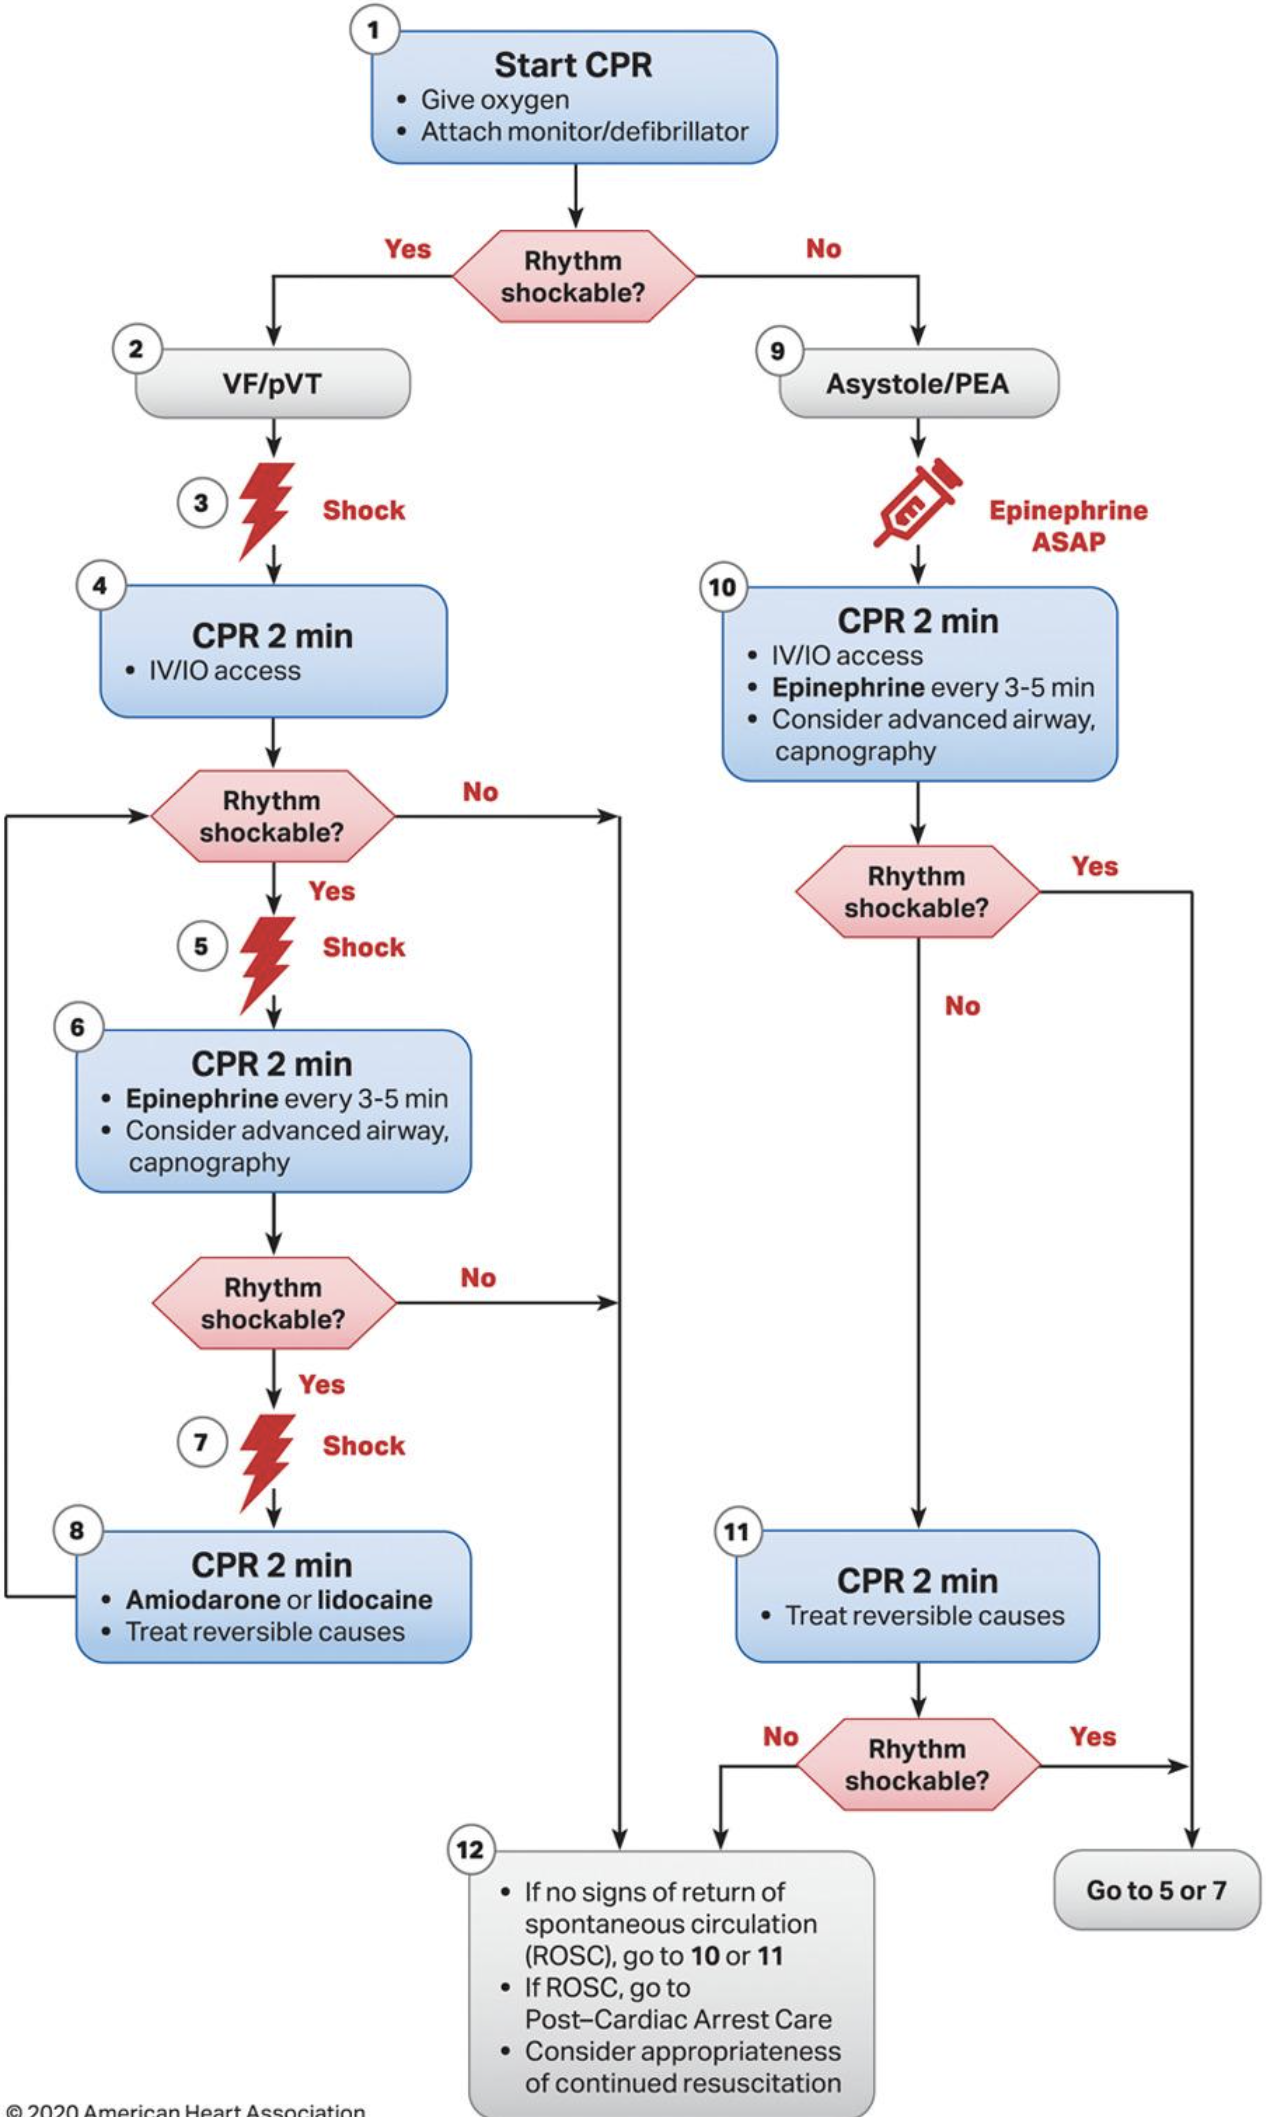 1
Start CPR
• Give oxygen
• Attach monitor/defibrillator
Rhythm
shockable?
Yes
No
2
VF/pVT
3
Shock
4
CPR 2 min
• IV/IO access
Rhythm
shockable?
No
Yes
5
Shock
6
CPR 2 min
• Epinephrine every 3-5 min
• Consider advanced airway,
capnography
Rhythm
shockable?
No
Yes
7
Shock
8
CPR 2 min
• Amiodarone or lidocaine
• Treat reversible causes
9
Asystole/PEA
Epinephrine
ASAP
10
CPR 2 min
• IV/IO access
• Epinephrine every 3-5 min
• Consider advanced airway,
capnography
Rhythm
shockable?
Yes
No
11
CPR 2 min
• Treat reversible causes
Rhythm
shockable?
No
Yes
12
• If no signs of return of
spontaneous circulation
(ROSC), go to 10 or 11
• If ROSC, go to
Post–Cardiac Arrest Care
• Consider appropriateness
of continued resuscitation
Go to 5 or 7
© 2020 American Heart Association